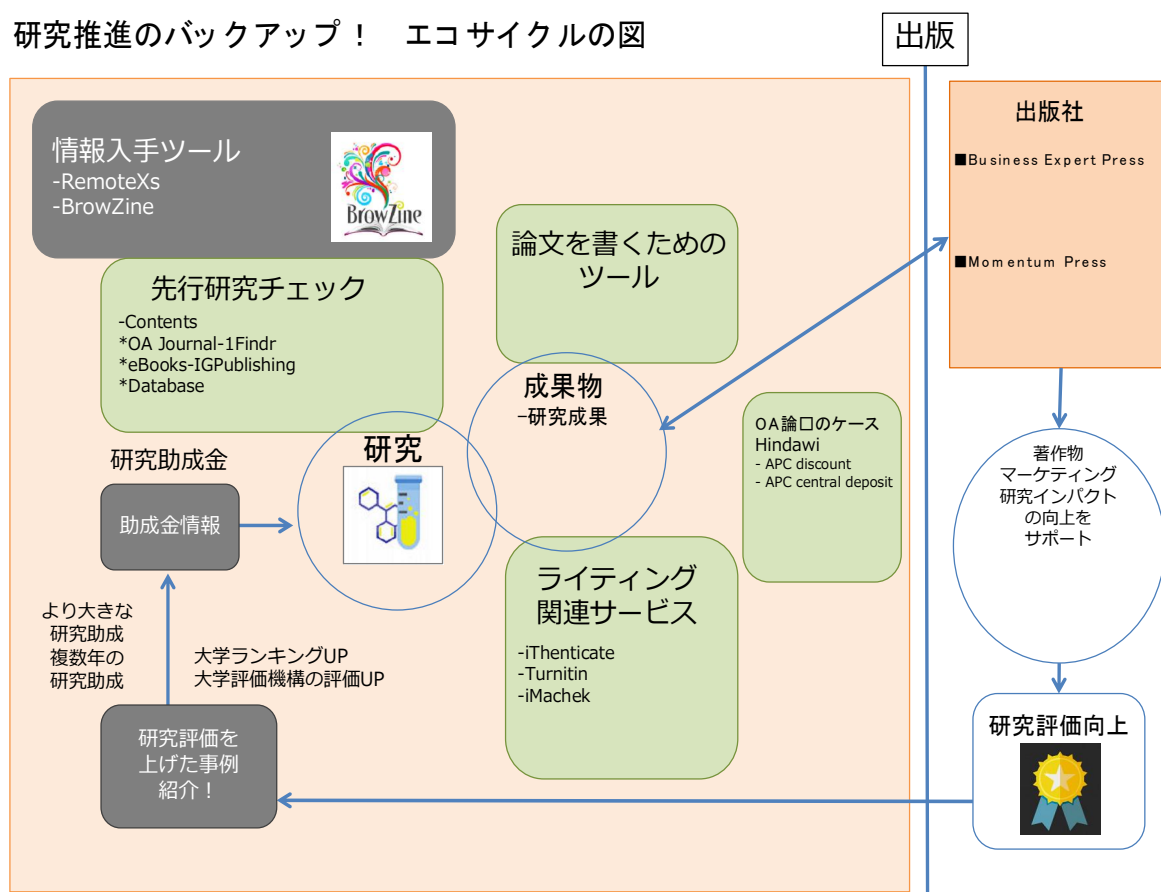 研究推進のバックアップ！　エコサイクルの図
出版
情報入手ツール
-RemoteXs
-BrowZine
BrowZine
先行研究チェック
-Contents
*OA Journal-1Findr
*eBooks-IGPublishing
*Database
論文を書くための
ツール
成果物
-研究成果
研究
OA論口のケース
Hindawi
- APC discount
- APC central deposit
研究助成金
助成金情報
ライティング
関連サービス
-iThenticate
-Turnitin
-iMachek
より大きな
研究助成
複数年の
研究助成
大学ランキングUP
大学評価機構の評価UP
研究評価を
上げた事例
紹介！
出版社
■Business Expert Press
■Momentum Press
著作物
マーケティング
研究インパクト
の向上を
サポート
研究評価向上